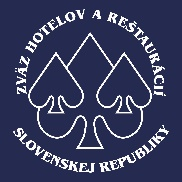 ZVÄZ HOTELOV A REŠTAURÁCIÍ
SLOVENSKEJ REPUBLIKY